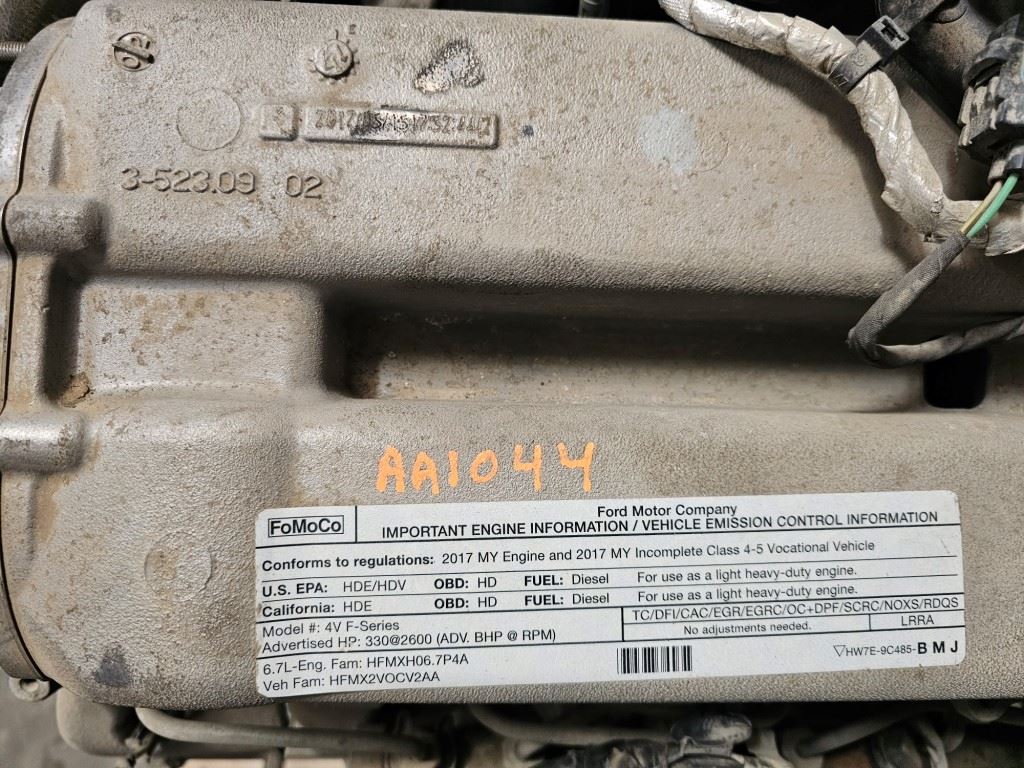 E
3-523.09 02
AA1044
FoMoCo
Ford Motor Company
IMPORTANT ENGINE INFORMATION / VEHICLE EMISSION CONTROL INFORMATION
Conforms to regulations: 2017 MY Engine and 2017 MY Incomplete Class 4-5 Vocational Vehicle
U.S. EPA: HDE/HDV OBD: HD FUEL: Diesel For use as a light heavy-duty engine.
California: HDE OBD: HD FUEL: Diesel For use as a light heavy-duty engine.
Model #: 4V F-Series TC/DFI/CAC/EGR/EGRC/OC+DPF/SCRC/NOXS/RDQS
Advertised HP: 330@2600 (ADV. BHP @ RPM) No adjustments needed. LRRA
6.7L-Eng. Fam: HFMXH06.7P4A
Veh Fam: HFMX2VOCV2AA
▽HW7E-9C485-BMJ